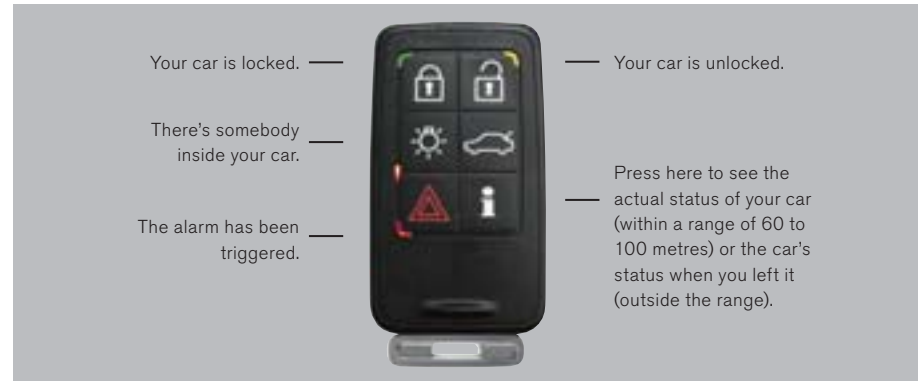 Your car is locked.
There's somebody
inside your car.
The alarm has been
triggered.
Your car is unlocked.
Press here to see the
actual status of your car
(within a range of 60 to
100 metres) or the car's
status when you left it
(outside the range).